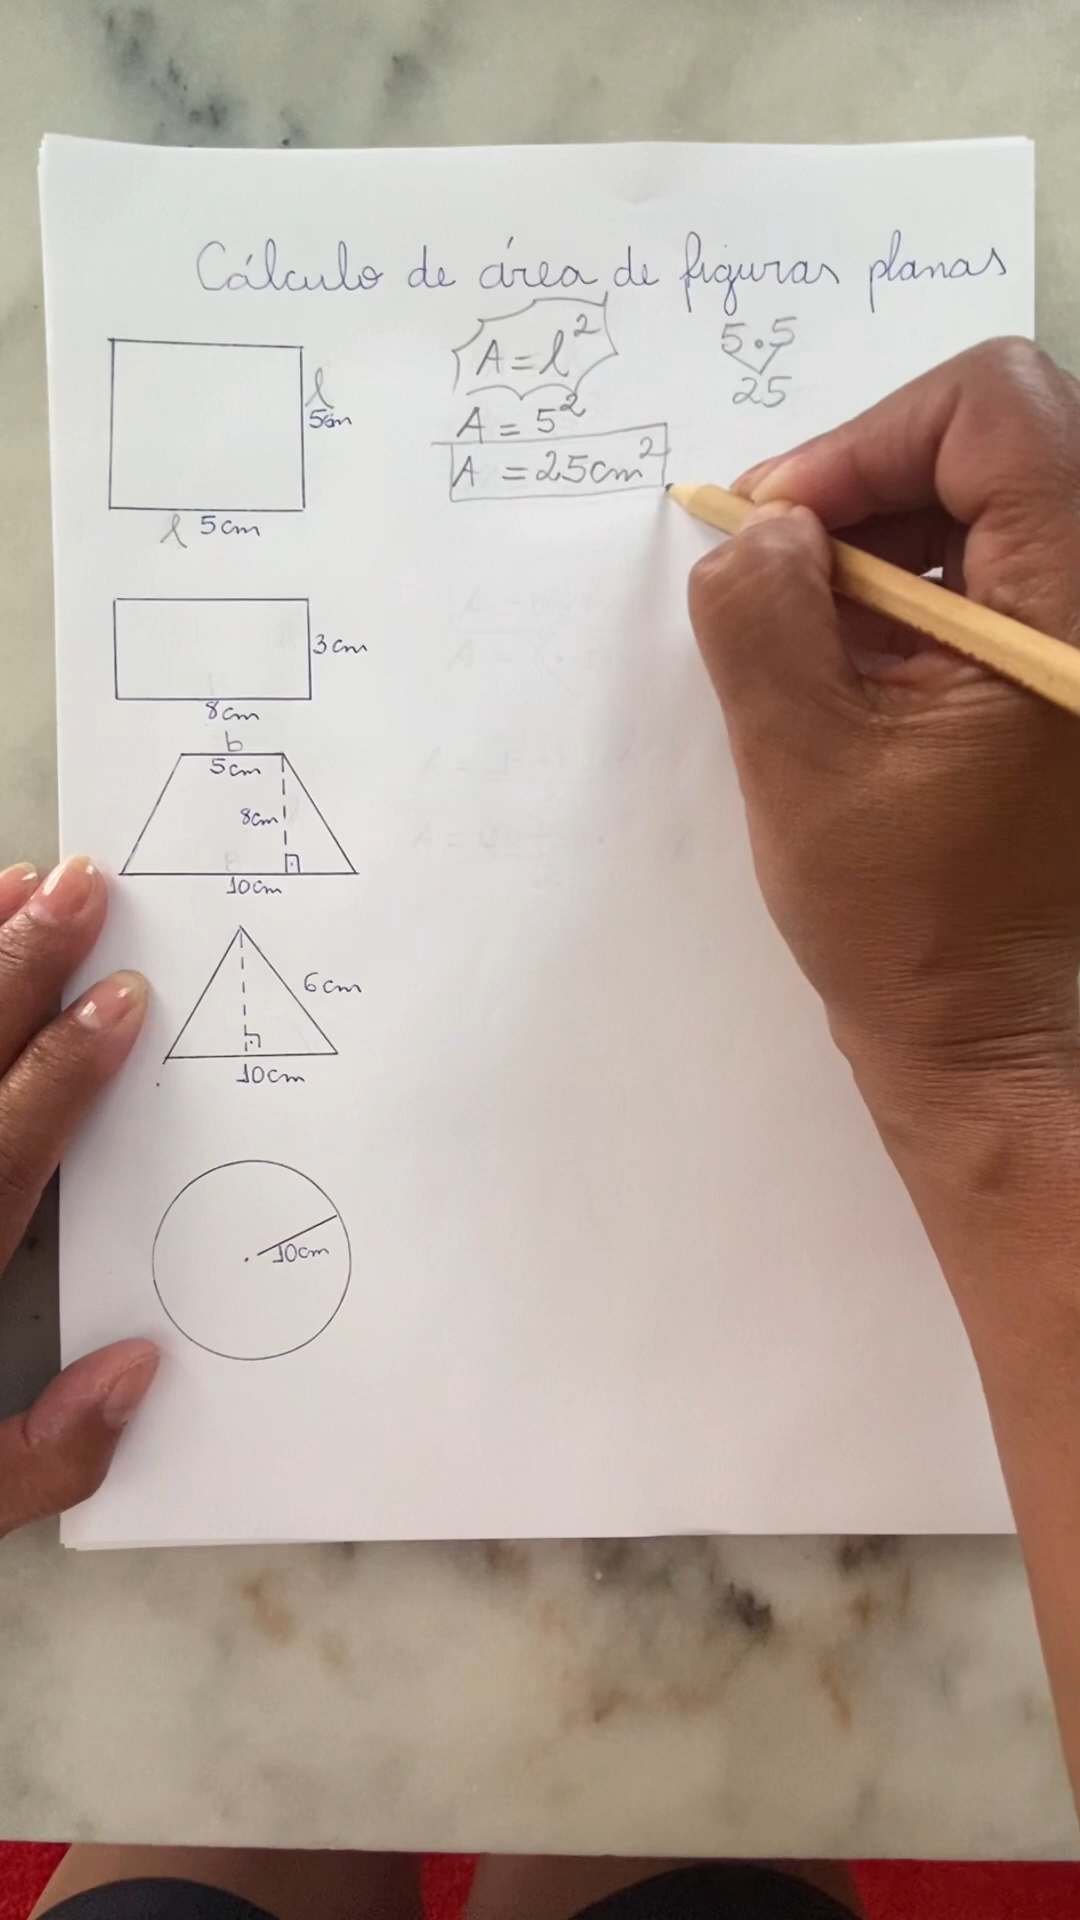 Cálculo de área de figuras planas
A = l²
5.5
25
A = 5²
A = 25cm²
l
5cm
l 5cm
3cm
8cm
b
5cm
8cm
10cm
6cm
10cm
10cm